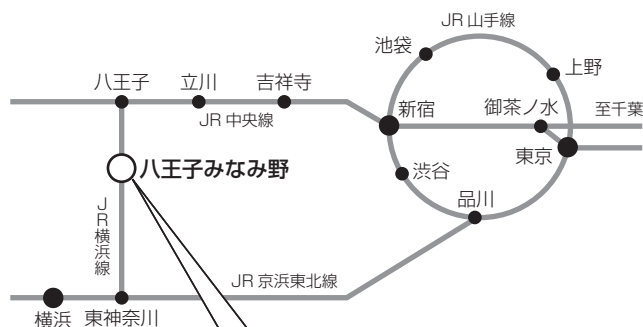 JR 山手線
池袋
上野
八王子
立川
吉祥寺
新宿
御茶ノ水
至千葉
JR 中央線
東京
八王子みなみ野
渋谷
品川
JR横浜線
JR 京浜東北線
横浜
東神奈川